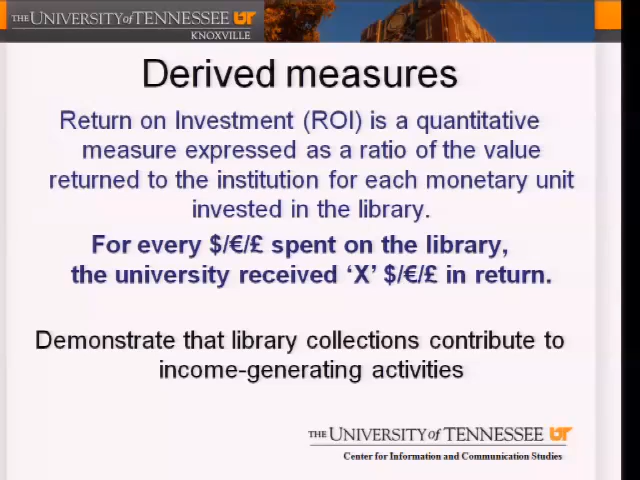 THE UNIVERSITY of TENNESSEE UT
KNOXVILLE
Derived measures
Return on Investment (ROI) is a quantitative
measure expressed as a ratio of the value
returned to the institution for each monetary unit
invested in the library.
For every $/€/£ spent on the library,
the university received ‘X’ $/€/£ in return.
Demonstrate that library collections contribute to
income-generating activities
THE UNIVERSITY of TENNESSEE UT
Center for Information and Communication Studies